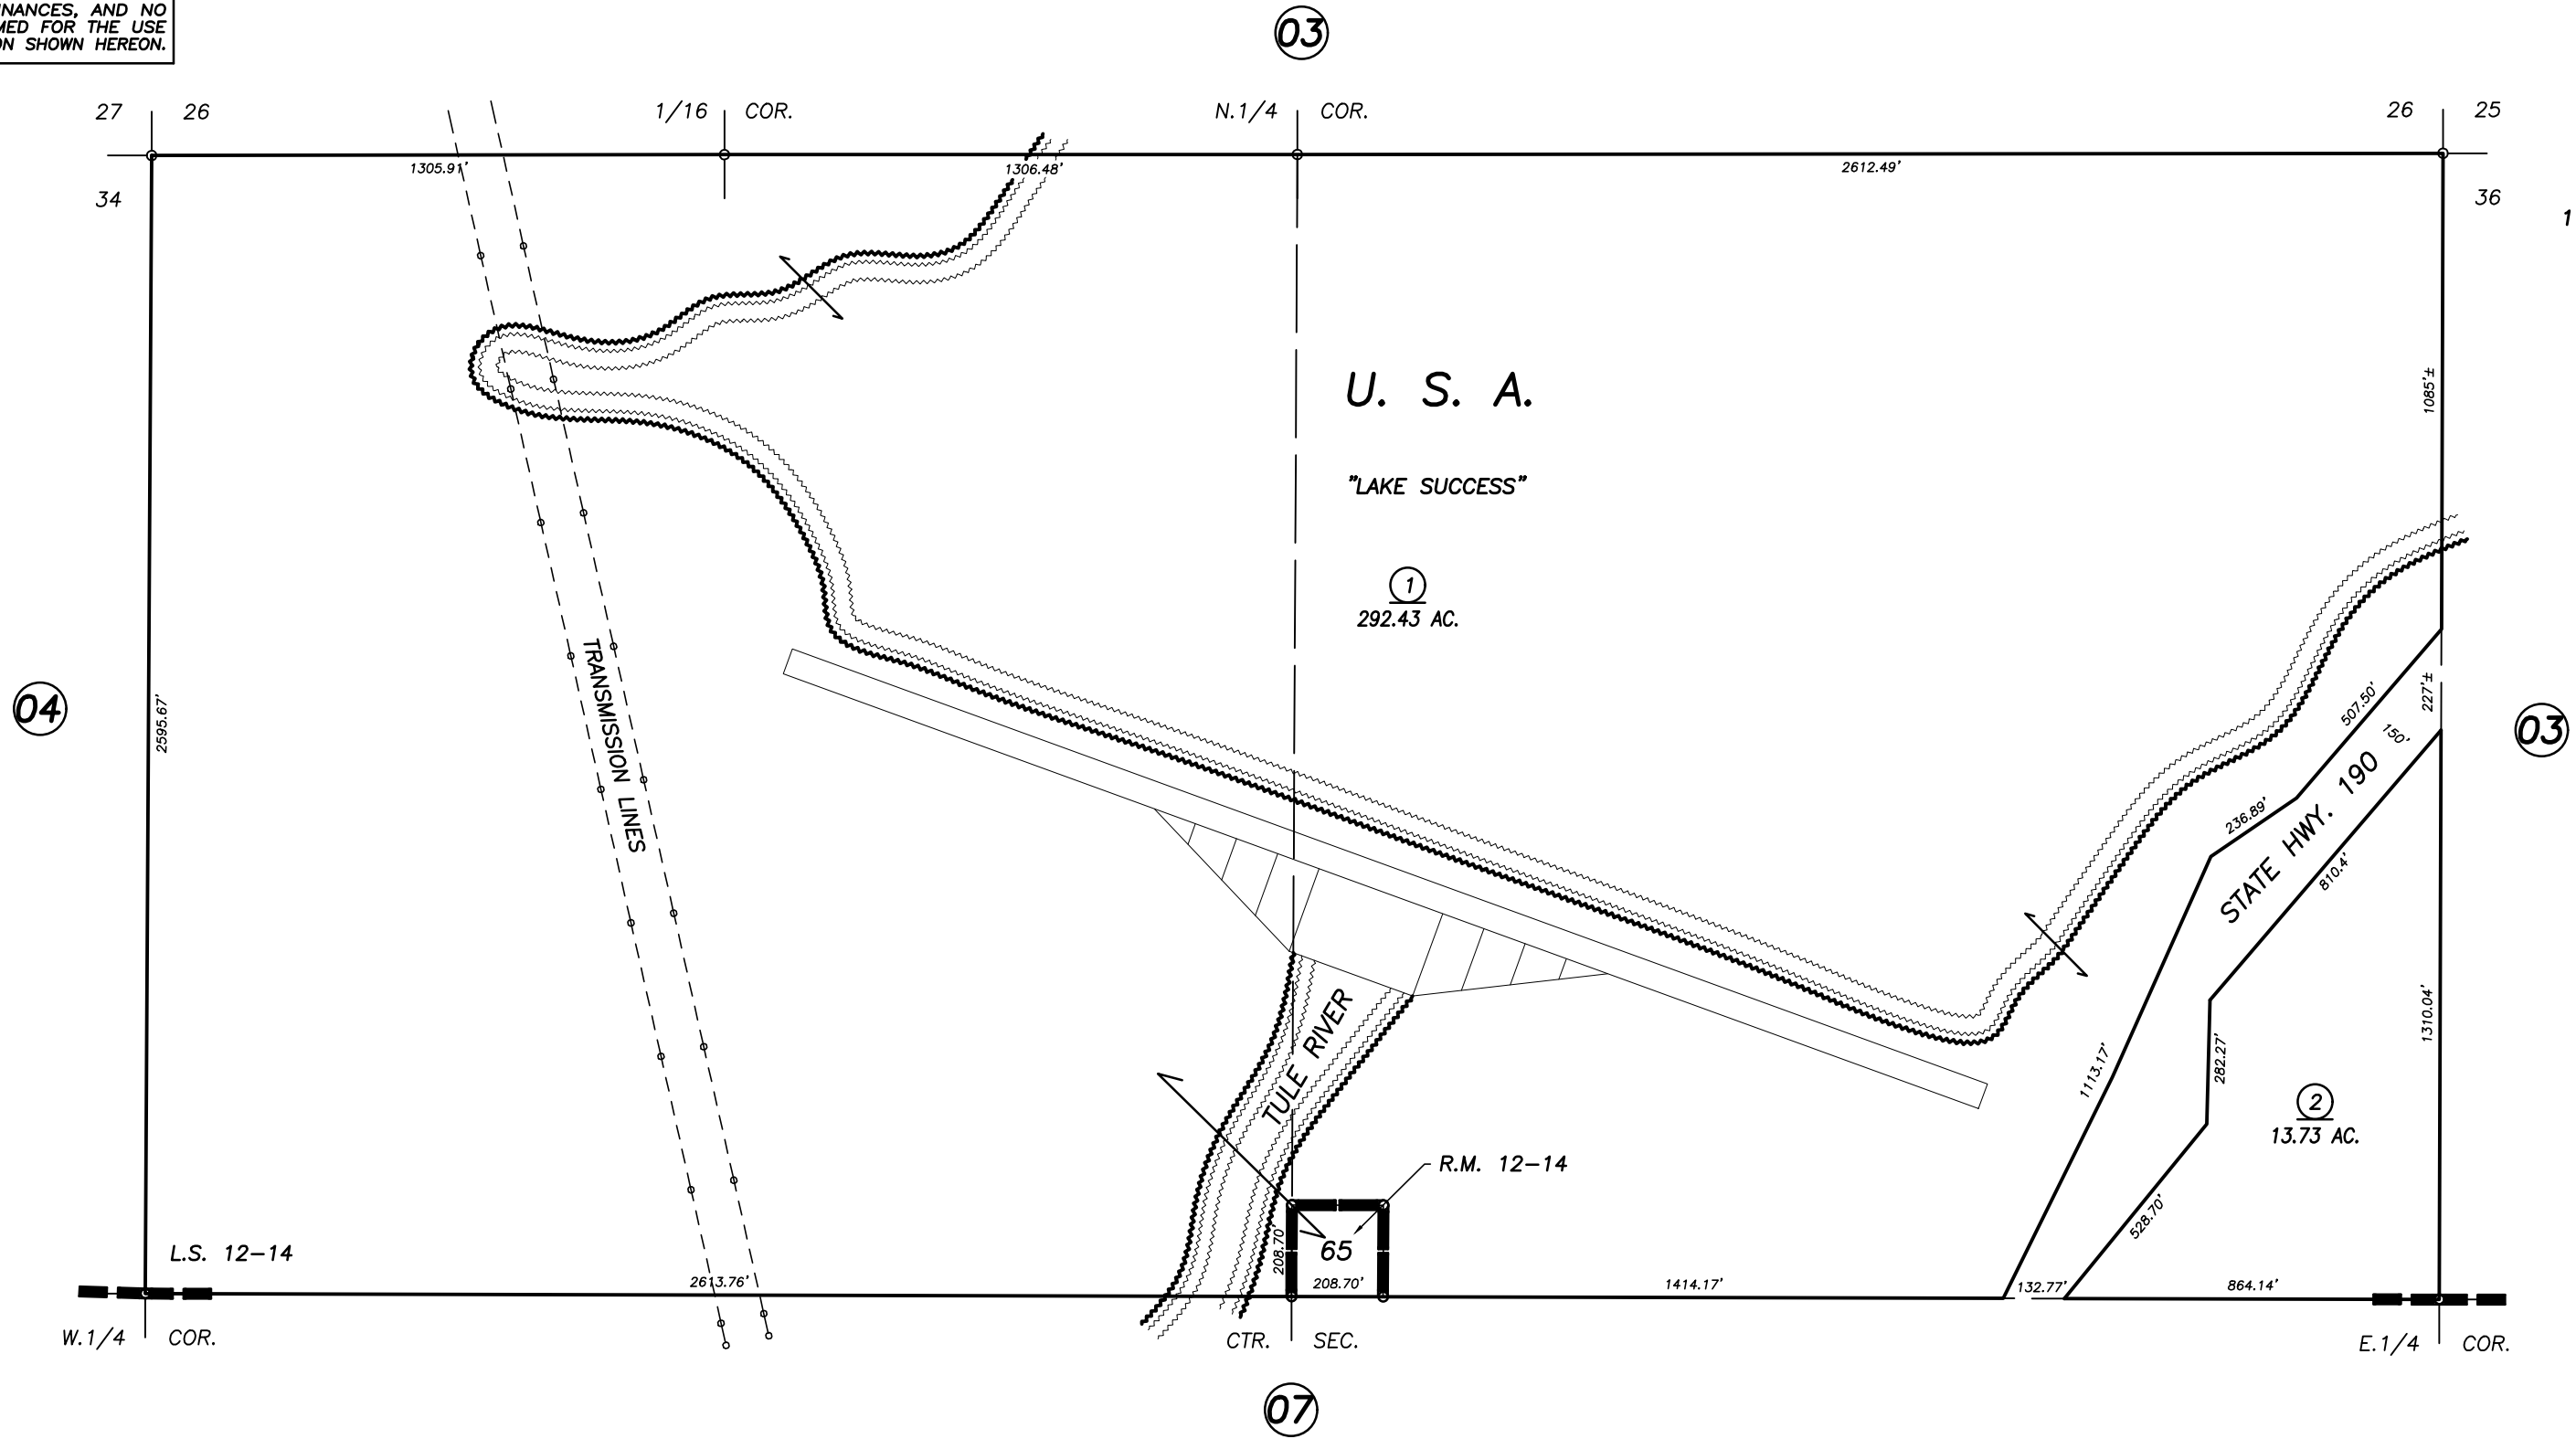 NANCES, AND NO
MED FOR THE USE
ON SHOWN HEREON.
03
27 26
1/16 COR.
N.1/4 COR.
26 25
1305.91'
1306.48'
2612.49'
34
36
1
U. S. A.
1085'±
"LAKE SUCCESS"
1
292.43 AC.
04
2595.67'
TRANSMISSION LINES
507.50'
150'
227'±
03
236.89'
STATE HWY. 190
810.4'
1310.04'
TULE RIVER
1113.17'
282.27'
2
13.73 AC.
R.M. 12-14
528.70'
L.S. 12-14
208.70'
65
2613.76'
208.70'
1414.17'
132.77'
864.14'
W.1/4 COR.
CTR. SEC.
E.1/4 COR.
07